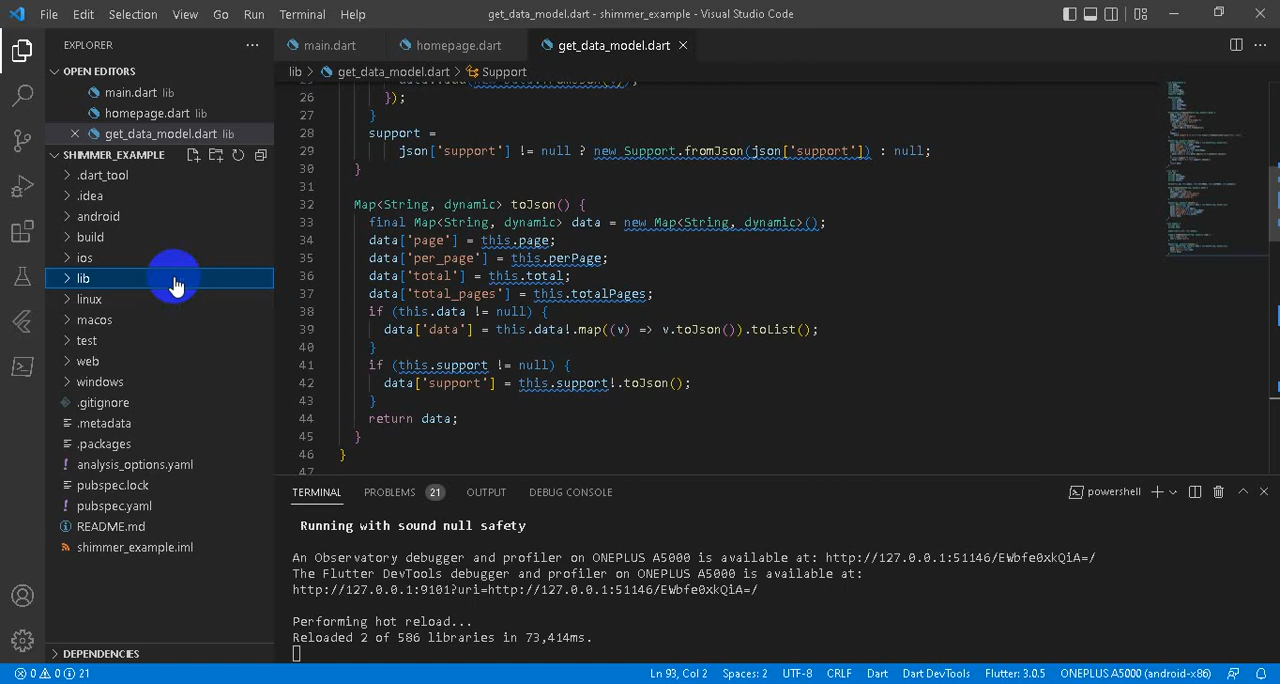 File Edit Selection View Go Run Terminal Help get_data_model.dart - shimmer_example - Visual Studio Code
EXPLORER
OPEN EDITORS
main.dart lib
homepage.dart lib
get_data_model.dart lib
SHIMMER_EXAMPLE
.dart_tool
.idea
android
build
ios
lib
linux
macos
test
web
windows
.gitignore
.metadata
.packages
analysis_options.yaml
pubspec.lock
pubspec.yaml
README.md
shimmer_example.iml
DEPENDENCIES
main.dart homepage.dart get_data_model.dart
lib > get_data_model.dart > Support
26 });
27 }
28 support =
29 json['support'] != null ? new Support.fromJson(json['support']) : null;
30 }
31
32 Map<String, dynamic> toJson() {
33 final Map<String, dynamic> data = new Map<String, dynamic>();
34 data['page'] = this.page;
35 data['per_page'] = this.perPage;
36 data['total'] = this.total;
37 data['total_pages'] = this.totalPages;
38 if (this.data != null) {
39 data['data'] = this.data!.map((v) => v.toJson()).toList();
40 }
41 if (this.support != null) {
42 data['support'] = this.support!.toJson();
43 }
44 return data;
45 }
46 }
47
TERMINAL PROBLEMS 21 OUTPUT DEBUG CONSOLE powershell
Running with sound null safety
An Observatory debugger and profiler on ONEPLUS A5000 is available at: http://127.0.0.1:51146/EWbfe0xkQiA=/
The Flutter DevTools debugger and profiler on ONEPLUS A5000 is available at:
http://127.0.0.1:9101?uri=http://127.0.0.1:51146/EWbfe0xkQiA=/
Performing hot reload...
Reloaded 2 of 586 libraries in 73,414ms.
0 0 21 Ln 93, Col 2 Spaces: 2 UTF-8 CRLF Dart Dart DevTools Flutter: 3.0.5 ONEPLUS A5000 (android-x86)